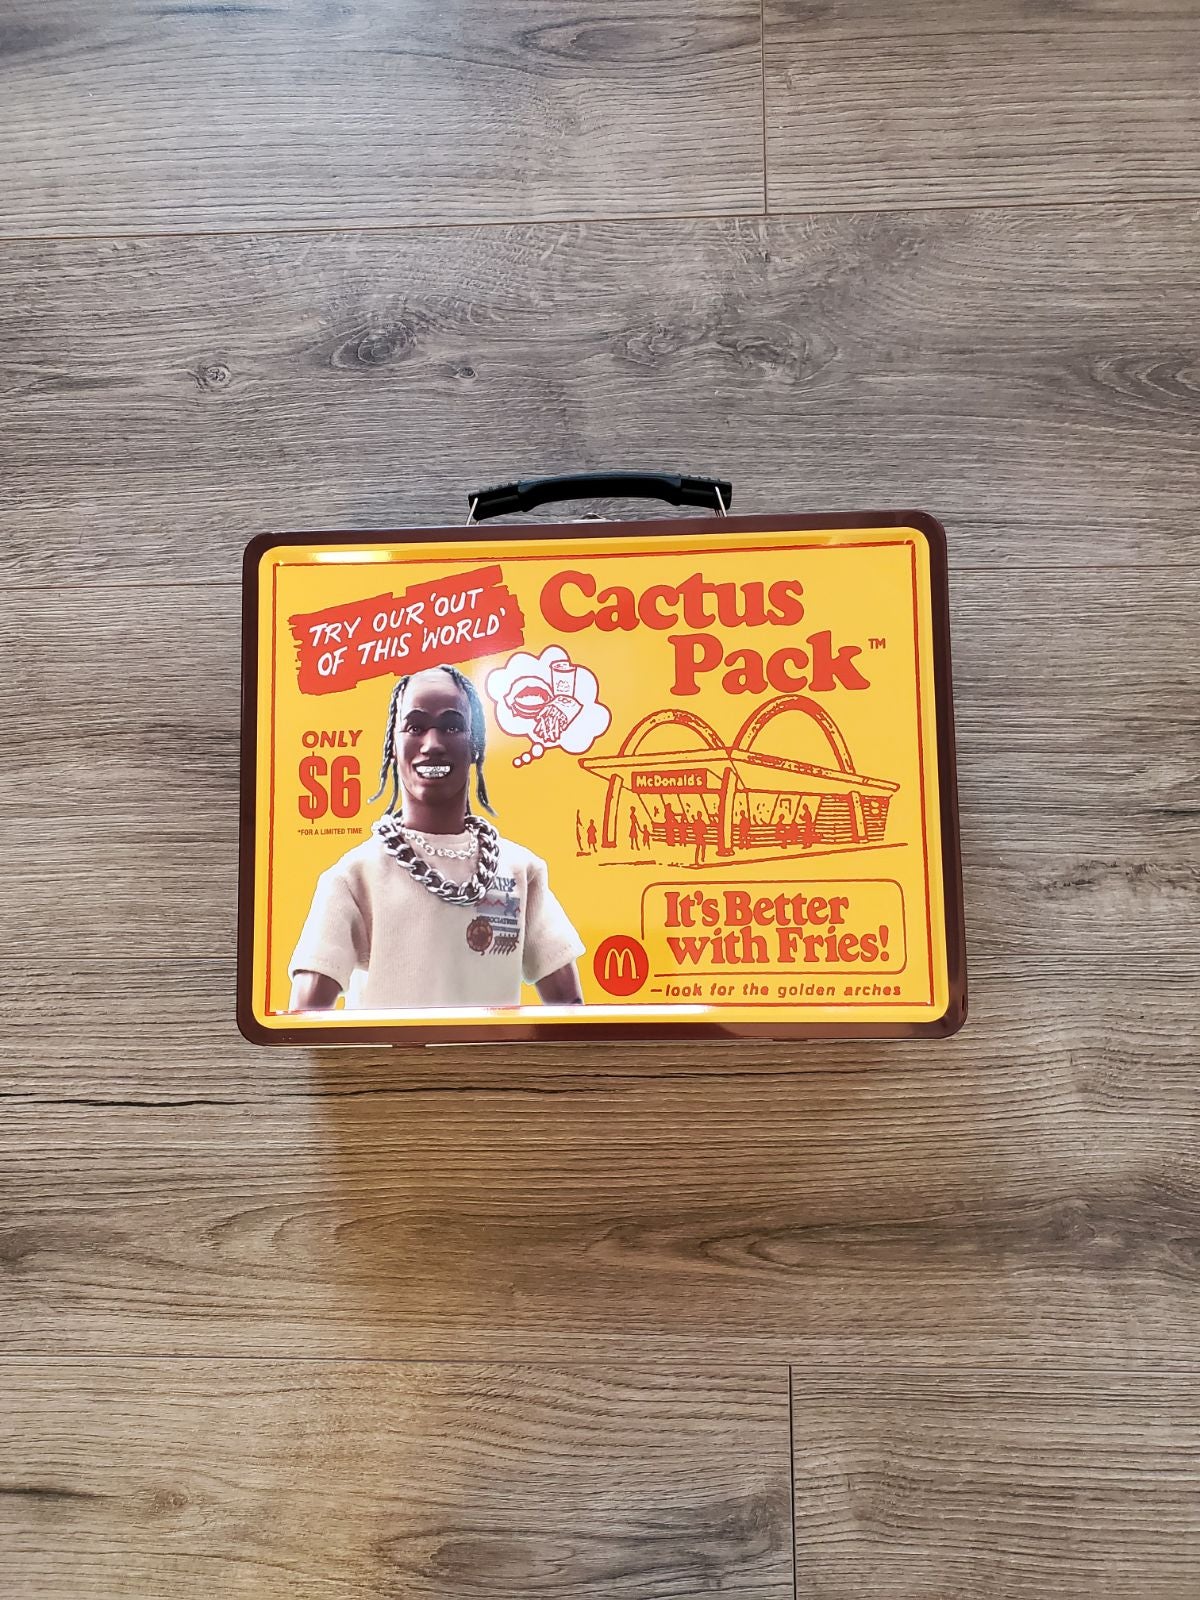 TRY OUR 'OUT
OF THIS WORLD'
Cactus
Pack™
ONLY
$6
*FOR A LIMITED TIME
McDonald's
It's Better
with Fries!
M
—look for the golden arches